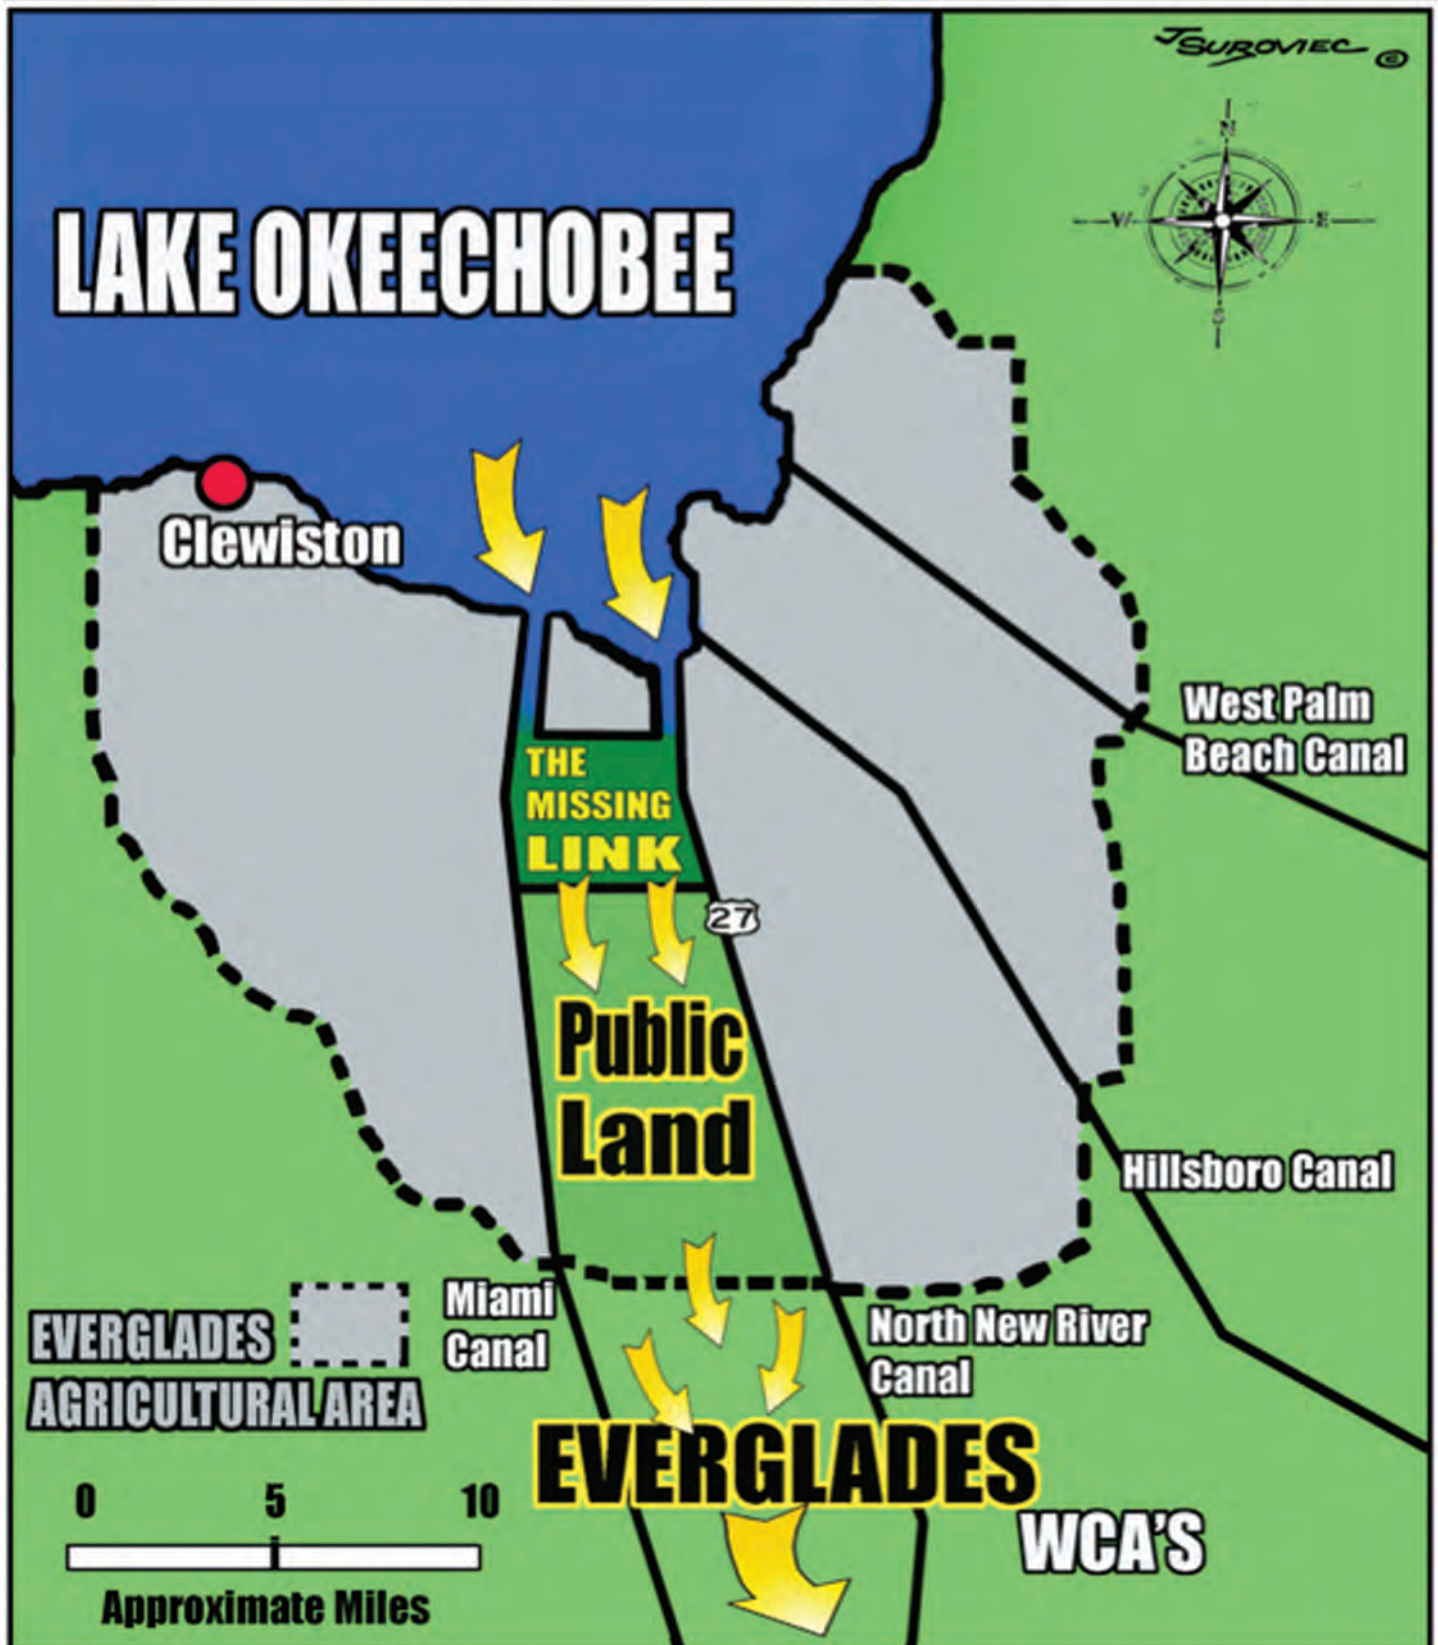 JSUROVIEC ©
N
W E
S
LAKE OKEECHOBEE
Clewiston
West Palm
Beach Canal
THE
MISSING
LINK
27
Public
Land
Hillsboro Canal
Miami
Canal
North New River
Canal
EVERGLADES
AGRICULTURAL AREA
EVERGLADES
WCA'S
0 5 10
Approximate Miles